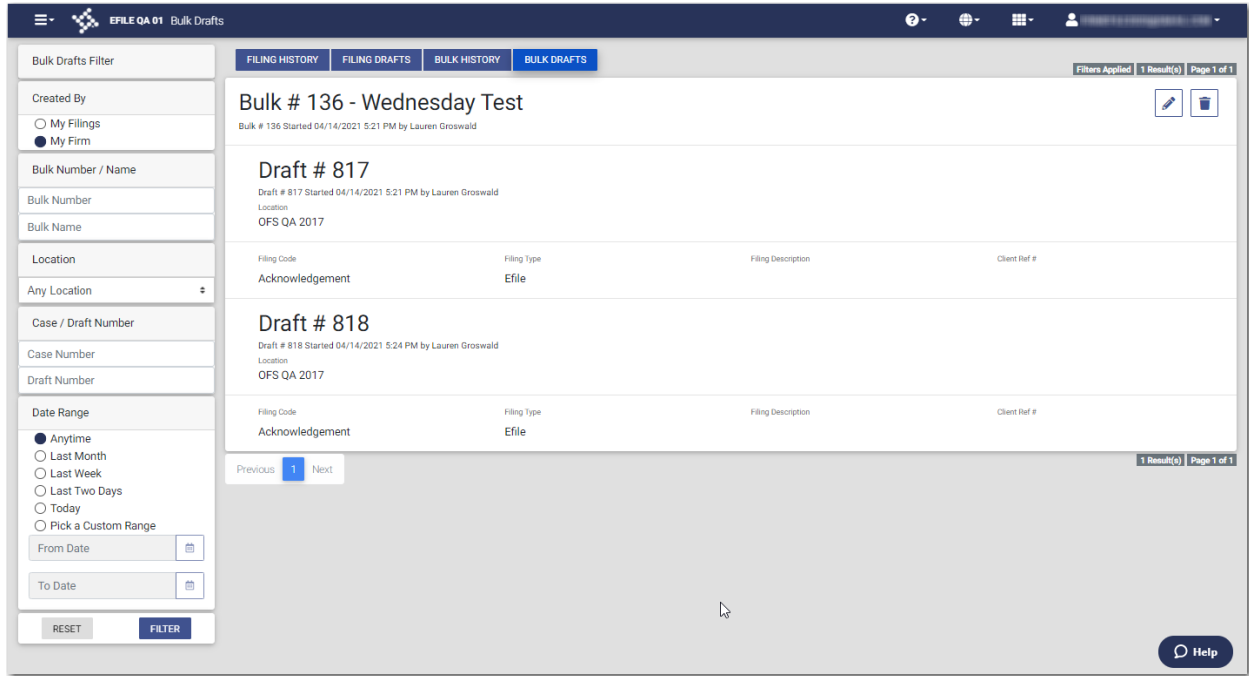 EFILE QA 01 Bulk Drafts
Bulk Drafts Filter
Created By
My Filings
My Firm
Bulk Number / Name
Bulk Number
Bulk Name
Location
Any Location
Case / Draft Number
Case Number
Draft Number
Date Range
Anytime
Last Month
Last Week
Last Two Days
Today
Pick a Custom Range
From Date
To Date
RESET FILTER
FILING HISTORY FILING DRAFTS BULK HISTORY BULK DRAFTS
Filters Applied 1 Result(s) Page 1 of 1
Bulk # 136 - Wednesday Test
Bulk # 136 Started 04/14/2021 5:21 PM by Lauren Groswald
Draft # 817
Draft # 817 Started 04/14/2021 5:21 PM by Lauren Groswald
Location
OFS QA 2017
Filing Code Filing Type Filing Description Client Ref #
Acknowledgement Efile
Draft # 818
Draft # 818 Started 04/14/2021 5:24 PM by Lauren Groswald
Location
OFS QA 2017
Filing Code Filing Type Filing Description Client Ref #
Acknowledgement Efile
Previous 1 Next
1 Result(s) Page 1 of 1
Help